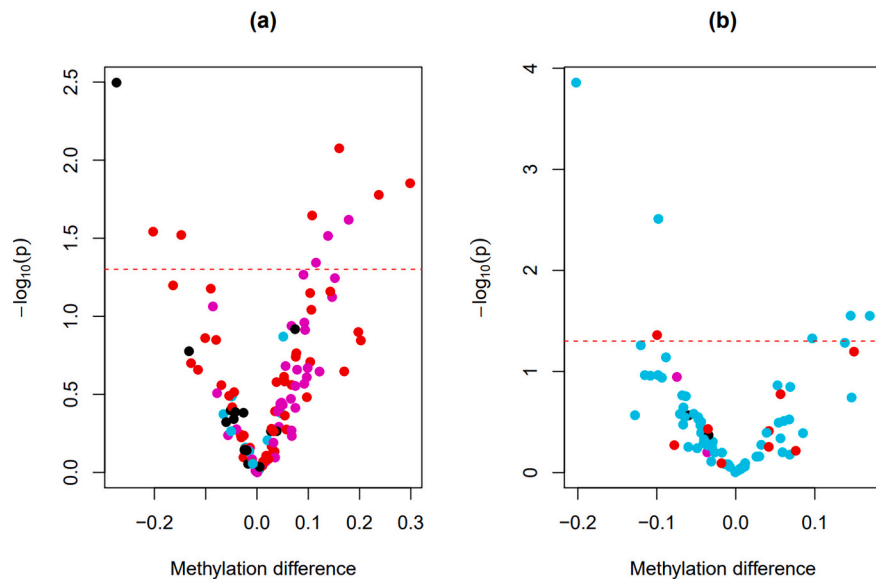 (a)
2.5
2.0
1.5
1.0
0.5
0.0
−log₁₀(p)
−0.2 0.0 0.1 0.2 0.3
Methylation difference
(b)
4
3
2
1
0
−log₁₀(p)
−0.2 −0.1 0.0 0.1
Methylation difference